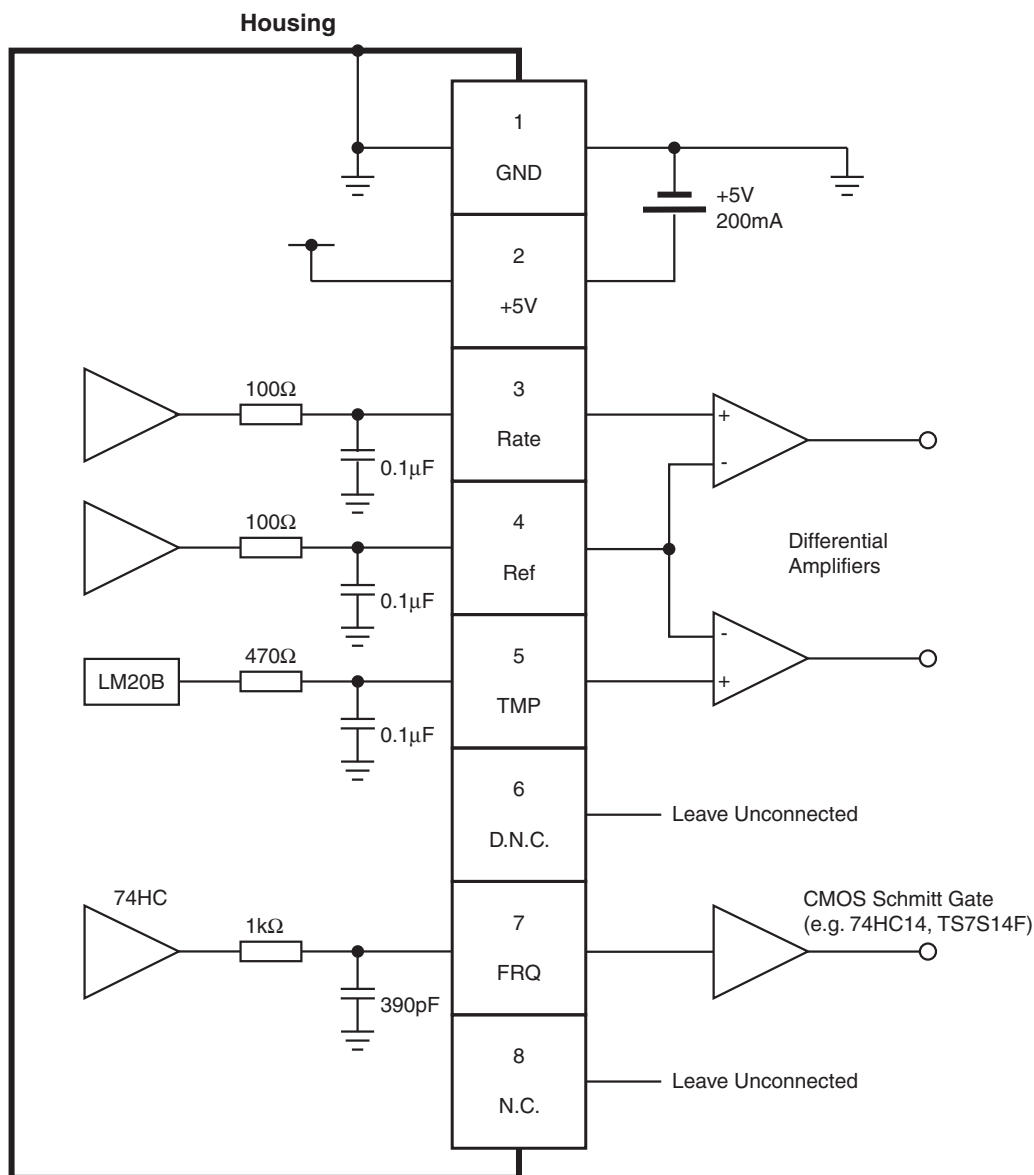 Housing
1
GND
+5V
200mA
2
+5V
100Ω
0.1µF
3
Rate
+
-
100Ω
0.1µF
4
Ref
Differential
Amplifiers
LM20B
470Ω
0.1µF
5
TMP
-
+
6
D.N.C.
Leave Unconnected
74HC
1kΩ
390pF
7
FRQ
CMOS Schmitt Gate
(e.g. 74HC14, TS7S14F)
8
N.C.
Leave Unconnected